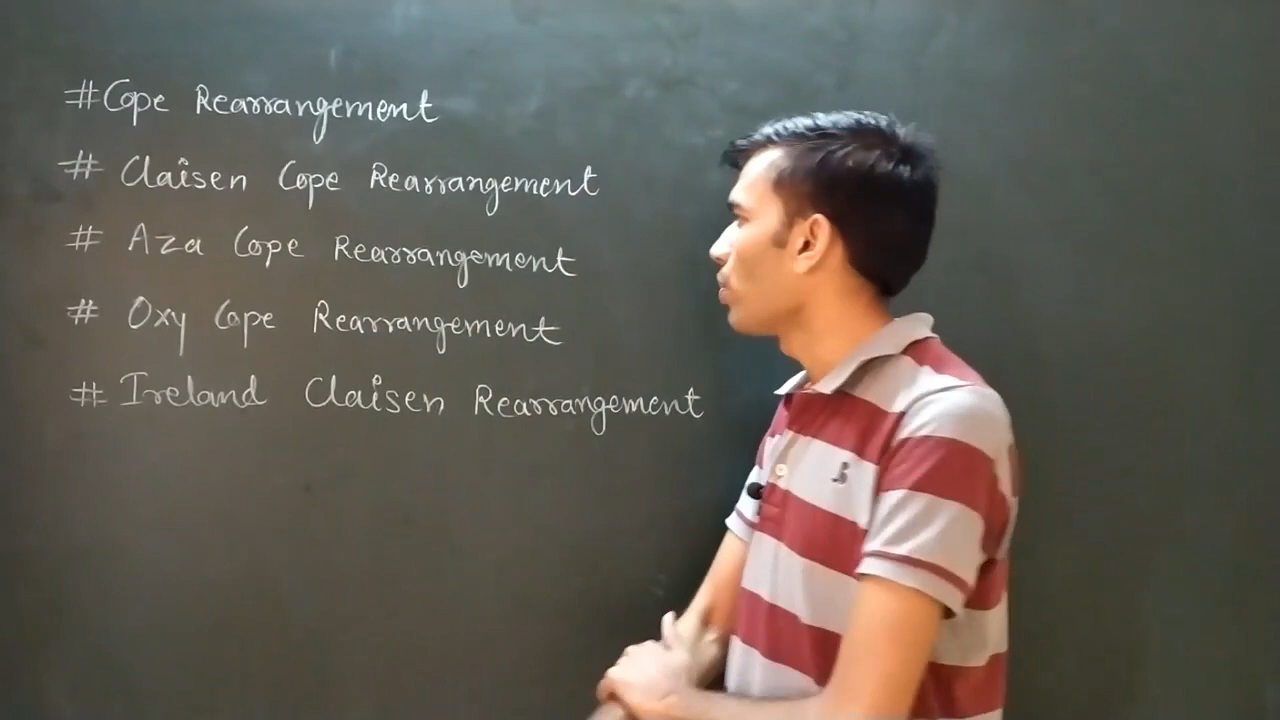 #Cope Rearrangement
# Claisen Cope Rearrangement
# Aza Cope Rearrangement
# Oxy Cope Rearrangement
# Ireland Claisen Rearrangement